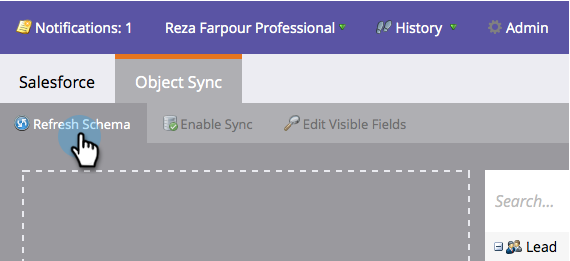 Notifications: 1 Reza Farpour Professional History Admin
Salesforce Object Sync
Refresh Schema Enable Sync Edit Visible Fields
Search...
Lead